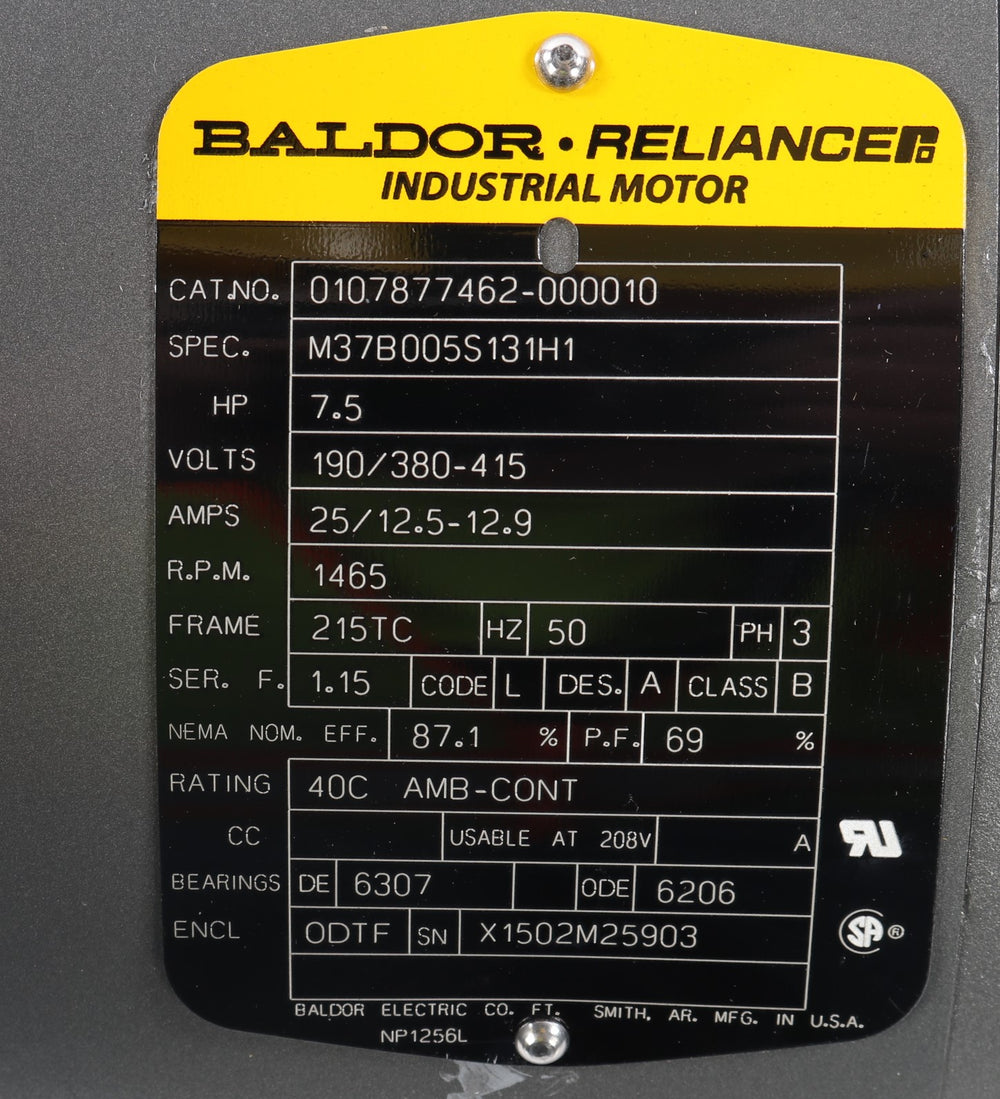 BALDOR · RELIANCE
INDUSTRIAL MOTOR
CAT.NO. 0107877462-000010
SPEC. M37B005S131H1
HP 7.5
VOLTS 190/380-415
AMPS 25/12.5-12.9
R.P.M. 1465
FRAME 215TC HZ 50 PH 3
SER. F. 1.15 CODE L DES. A CLASS B
NEMA NOM. EFF. 87.1 % P.F. 69 %
RATING 40C AMB-CONT
CC USABLE AT 208V A
BEARINGS DE 6307 ODE 6206
ENCL ODTF SN X1502M25903
BALDOR ELECTRIC CO. FT. SMITH, AR. MFG. IN U.S.A.
NP1256L
RU
SA ®